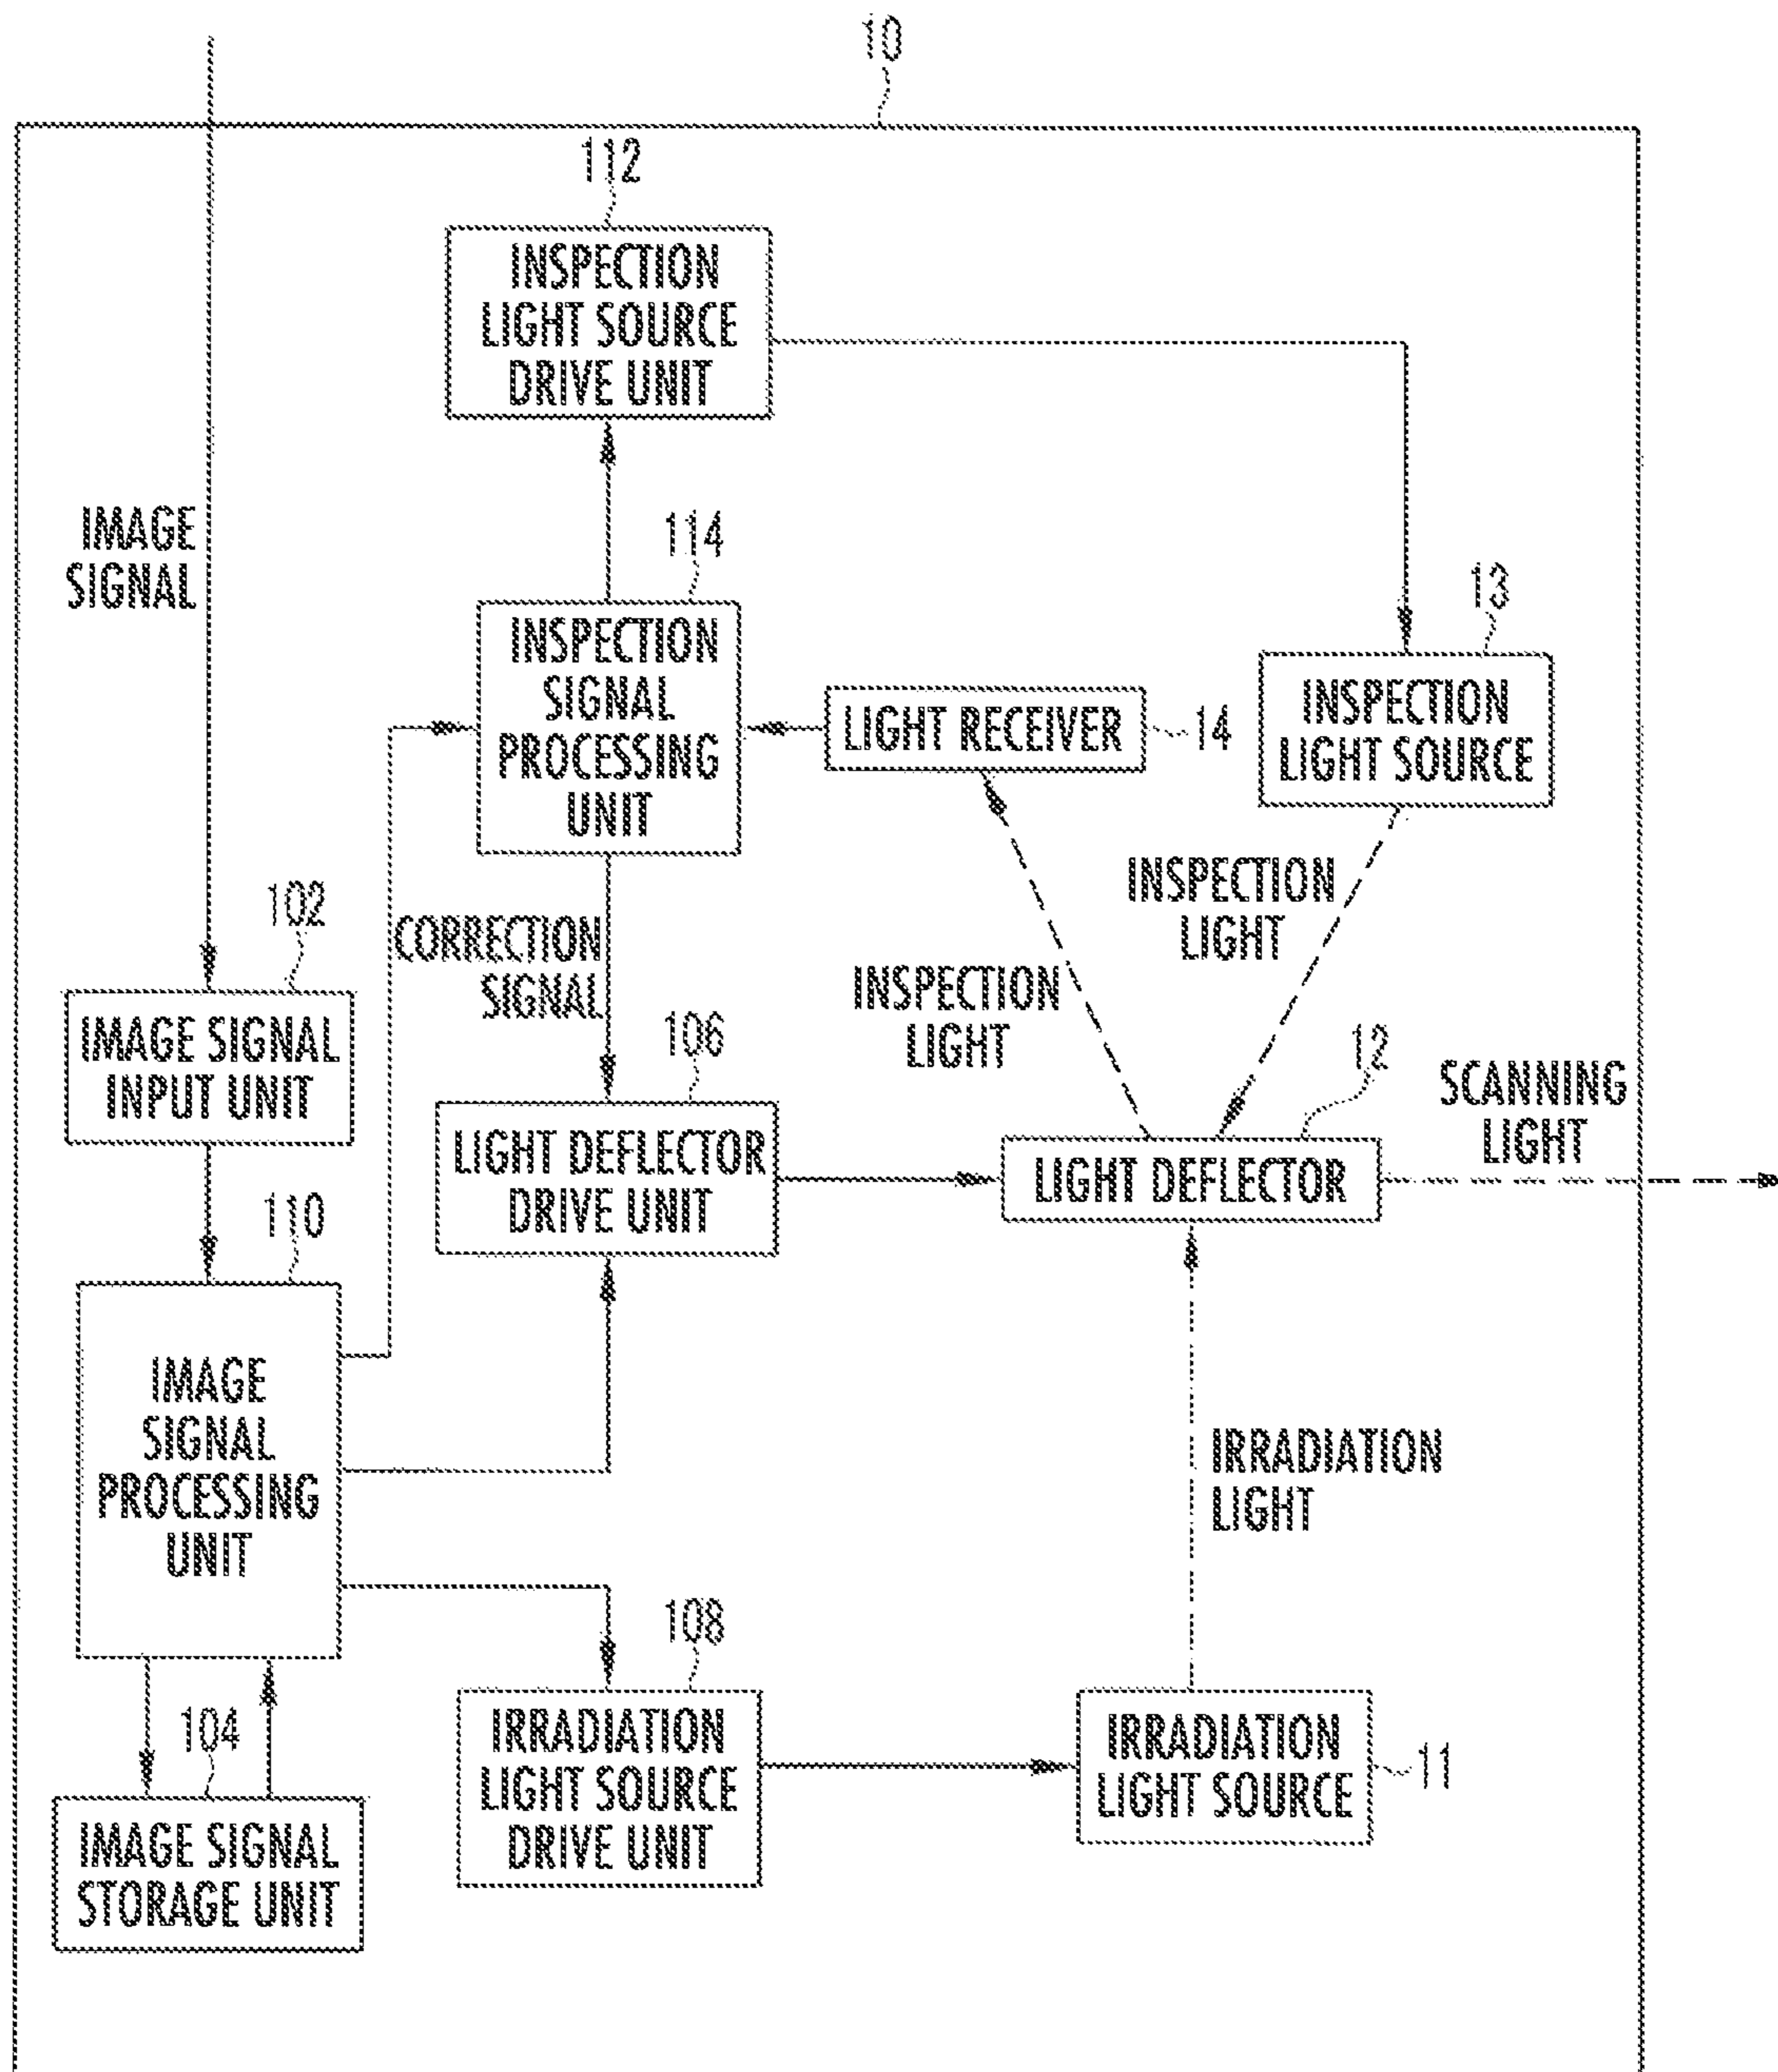 10
112
INSPECTION
LIGHT SOURCE
DRIVE UNIT
IMAGE
SIGNAL
114
INSPECTION
SIGNAL
PROCESSING
UNIT
LIGHT RECEIVER
14
13
INSPECTION
LIGHT SOURCE
INSPECTION
LIGHT
INSPECTION
LIGHT
102
IMAGE SIGNAL
INPUT UNIT
CORRECTION
SIGNAL
106
LIGHT DEFLECTOR
DRIVE UNIT
12
LIGHT DEFLECTOR
SCANNING
LIGHT
110
IMAGE
SIGNAL
PROCESSING
UNIT
IRRADIATION
LIGHT
104
IMAGE SIGNAL
STORAGE UNIT
108
IRRADIATION
LIGHT SOURCE
DRIVE UNIT
IRRADIATION
LIGHT SOURCE
11